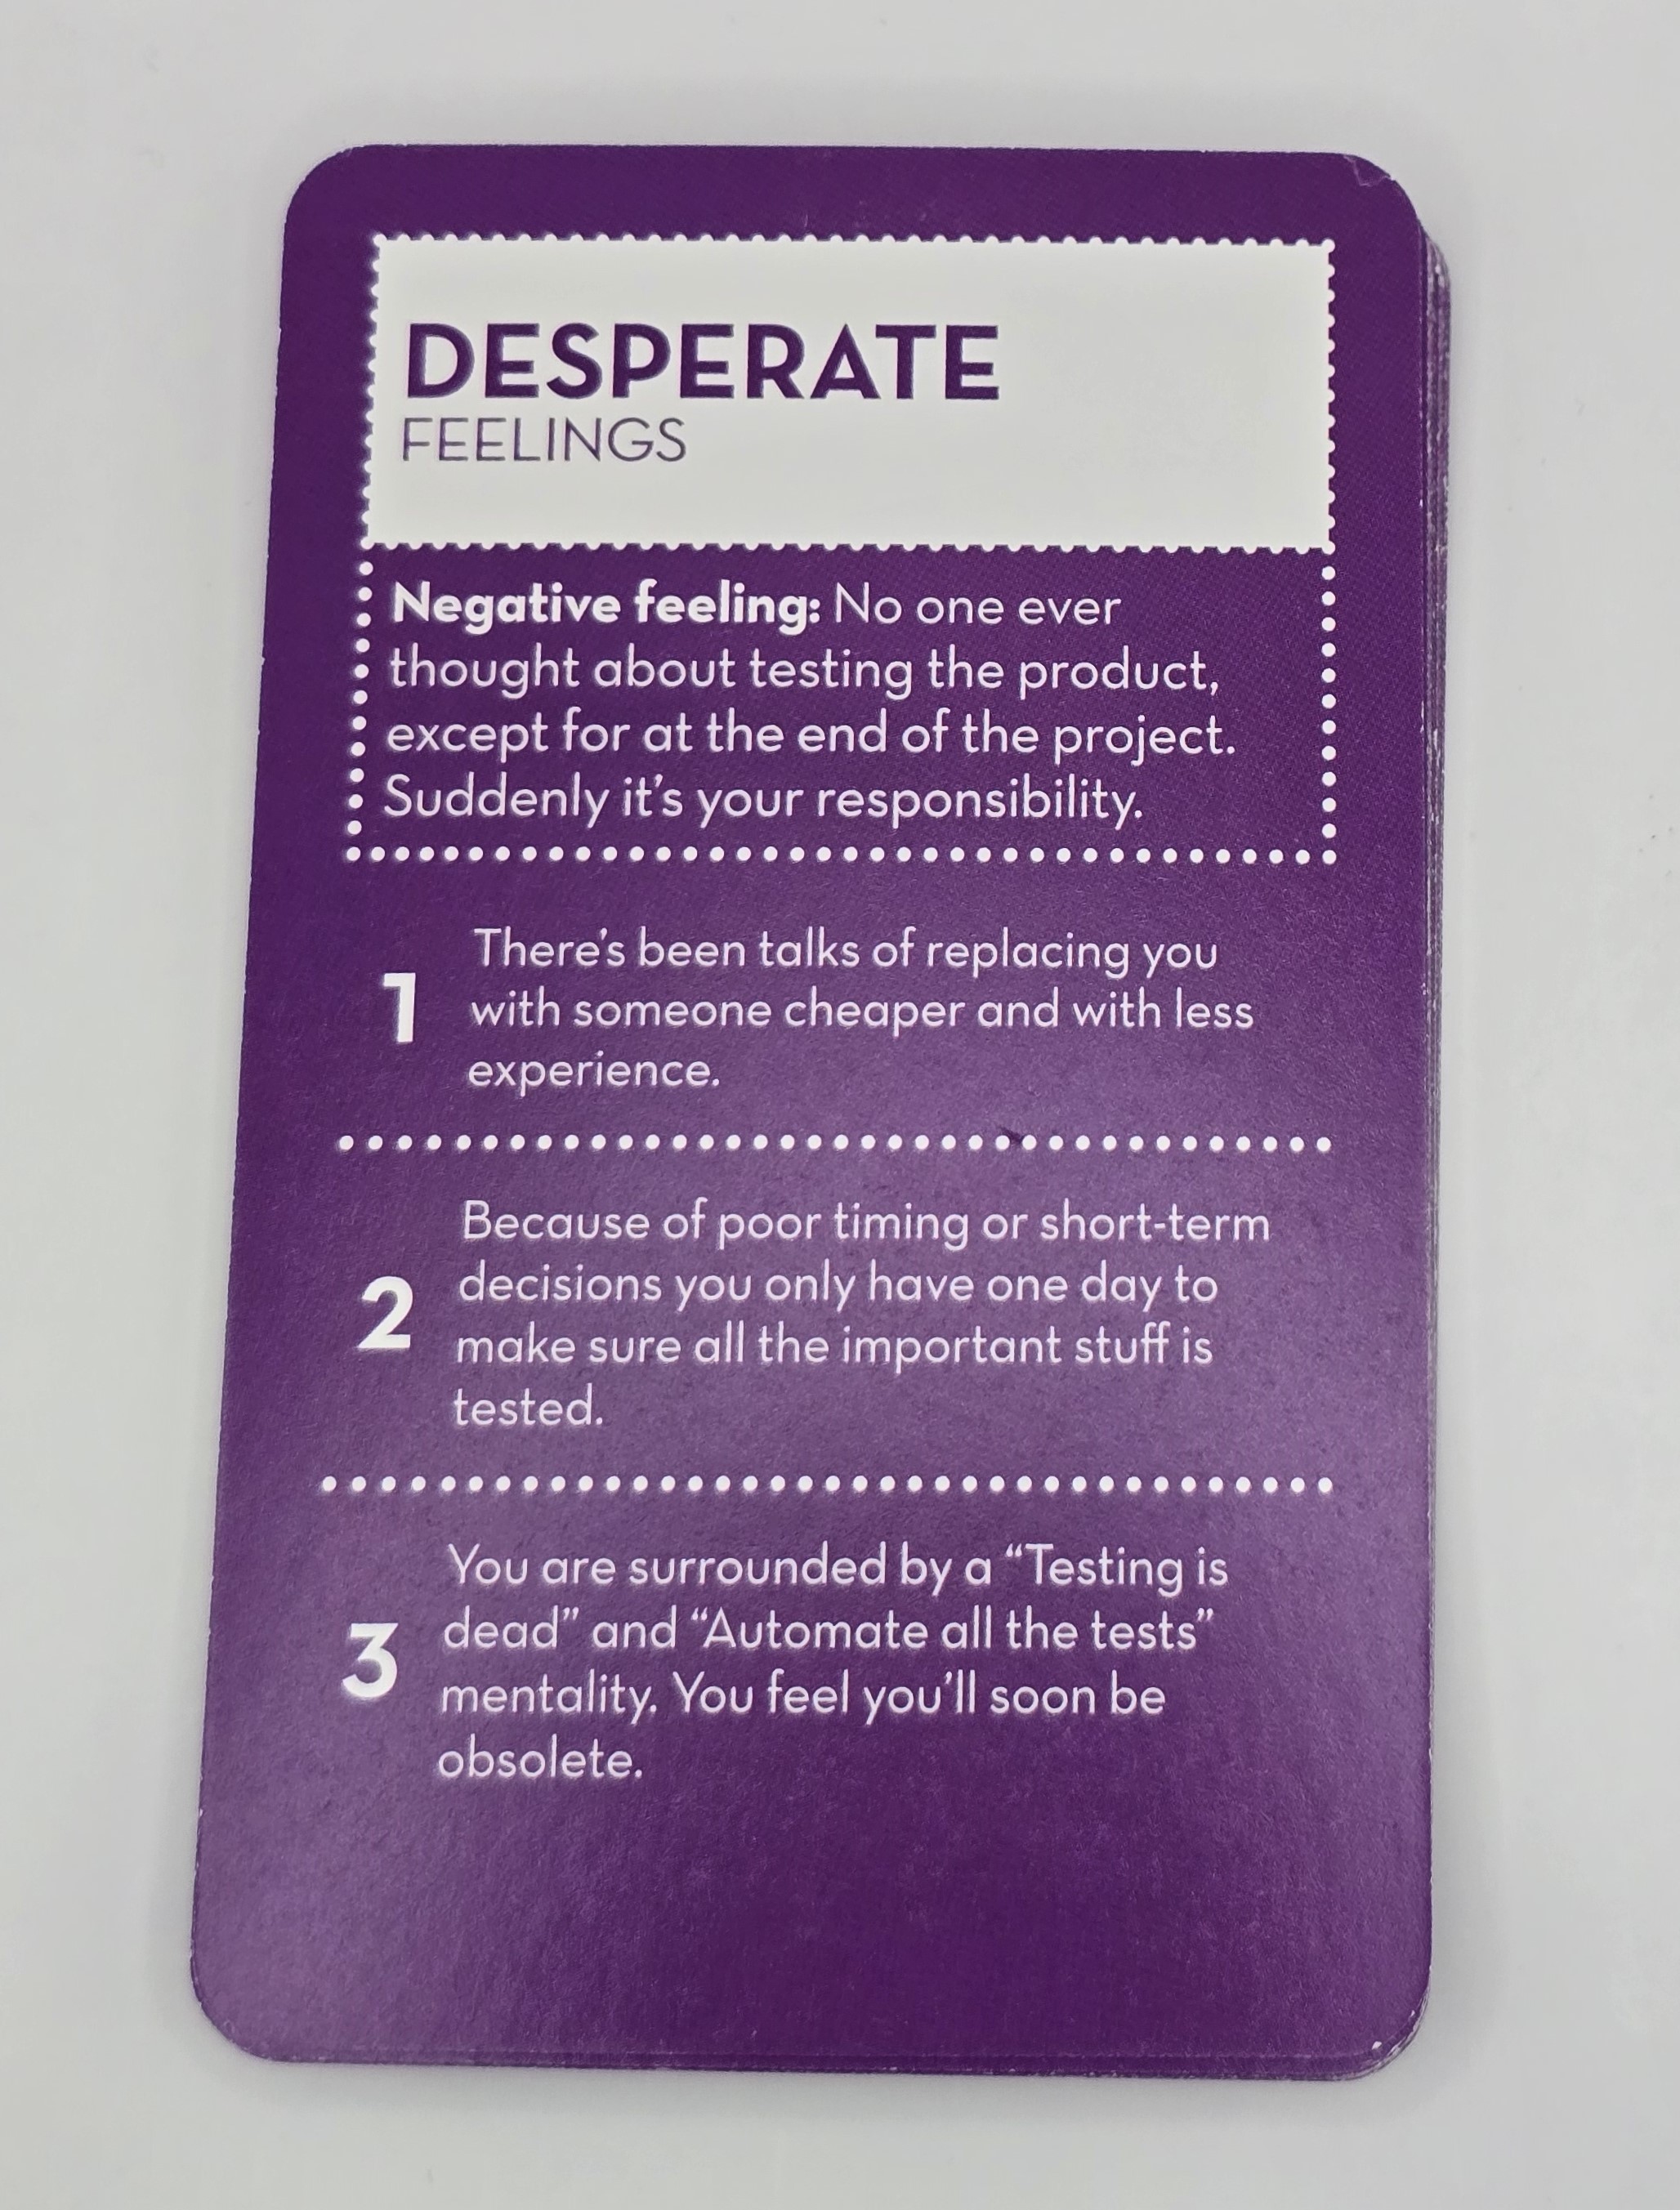 DESPERATE
FEELINGS
Negative feeling: No one ever
thought about testing the product,
except for at the end of the project.
Suddenly it’s your responsibility.
1
There’s been talks of replacing you
with someone cheaper and with less
experience.
2
Because of poor timing or short-term
decisions you only have one day to
make sure all the important stuff is
tested.
3
You are surrounded by a “Testing is
dead” and “Automate all the tests”
mentality. You feel you’ll soon be
obsolete.